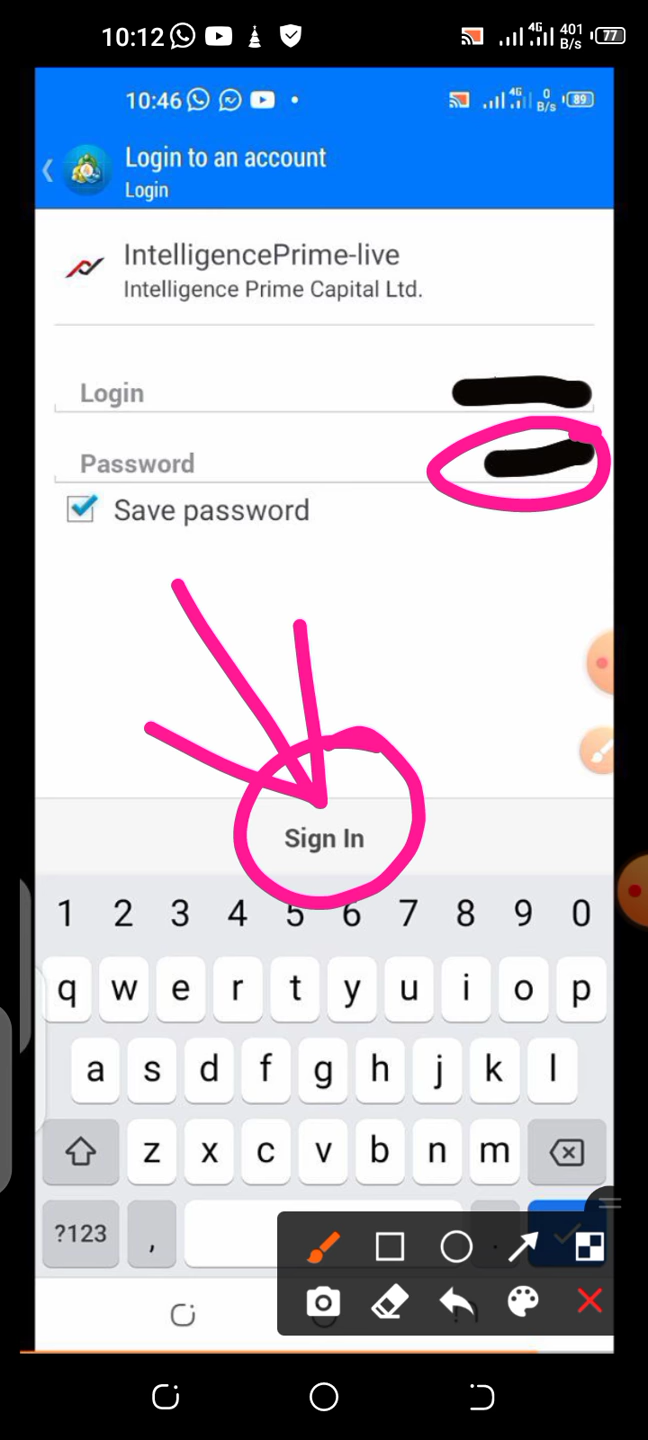 10:12 4G 401 B/s 77
10:46 4G 0 B/s 89
Login to an account
Login
IntelligencePrime-live
Intelligence Prime Capital Ltd.
Login
Password
Save password
Sign In
1 2 3 4 5 6 7 8 9 0
q w e r t y u i o p
a s d f g h j k l
z x c v b n m
?123 , .